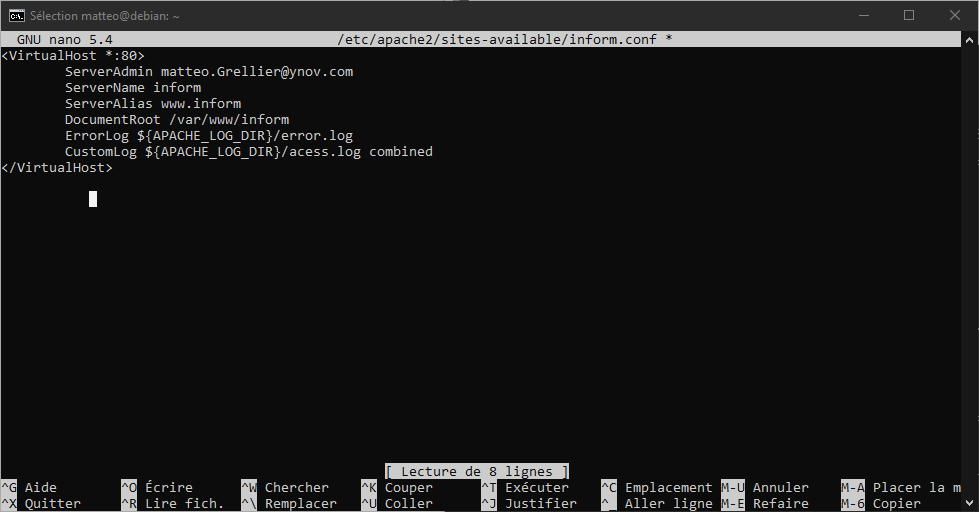 Sélection matteo@debian: ~
GNU nano 5.4 /etc/apache2/sites-available/inform.conf *
<VirtualHost *:80>
ServerAdmin matteo.Grellier@ynov.com
ServerName inform
ServerAlias www.inform
DocumentRoot /var/www/inform
ErrorLog ${APACHE_LOG_DIR}/error.log
CustomLog ${APACHE_LOG_DIR}/acess.log combined
</VirtualHost>
[ Lecture de 8 lignes ]
^G Aide ^O Écrire ^W Chercher ^K Couper ^T Exécuter ^C Emplacement M-U Annuler M-A Placer la m
^X Quitter ^R Lire fich. ^\ Remplacer ^U Coller ^J Justifier ^_ Aller ligne M-E Refaire M-6 Copier